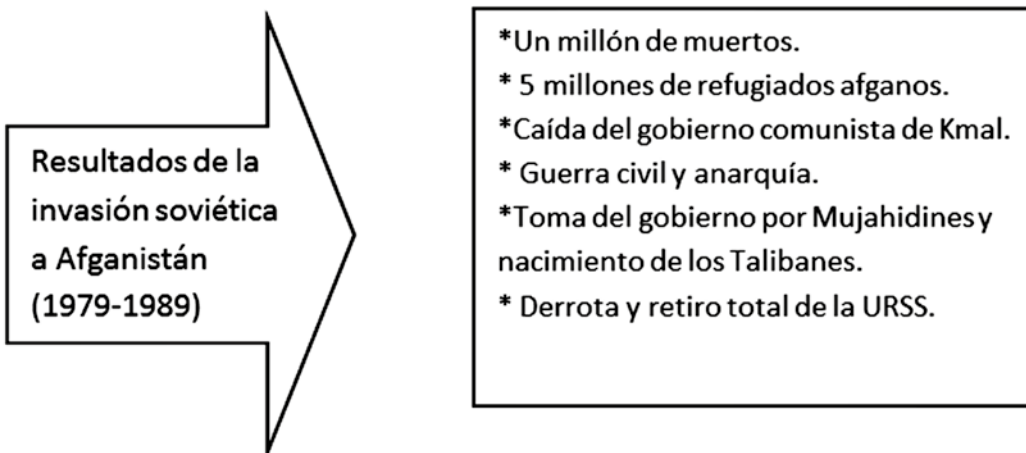 Resultados de la
invasión soviética
a Afganistán
(1979-1989)
*Un millón de muertos.
* 5 millones de refugiados afganos.
*Caída del gobierno comunista de Kmal.
* Guerra civil y anarquía.
*Toma del gobierno por Mujahidines y
nacimiento de los Talibanes.
* Derrota y retiro total de la URSS.